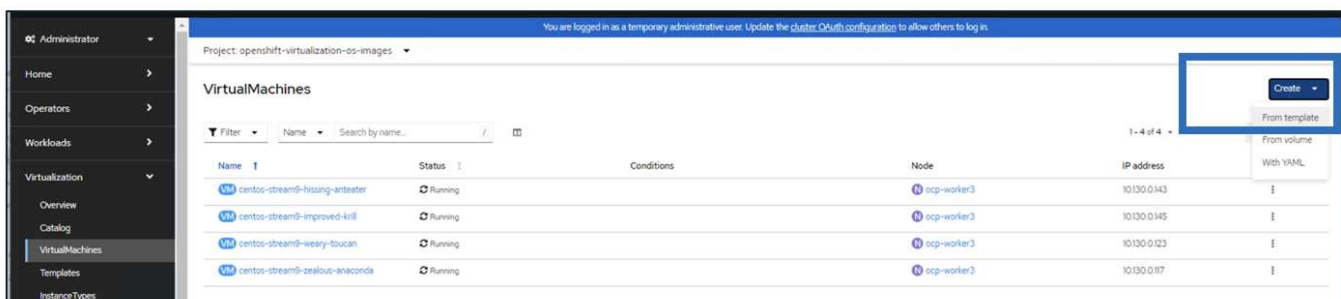 You are logged in as a temporary administrative user. Update the cluster OAuth configuration to allow others to log in.
Administrator
Home
Operators
Workloads
Virtualization
Overview
Catalog
VirtualMachines
Templates
InstanceTypes
Project: openshift-virtualization-os-images
VirtualMachines
Create
From template
From volume
With YAML
Filter Name Search by name... /
1 - 4 of 4
Name Status Conditions Node IP address
VM centos-stream9-hissing-anteater Running N ocp-worker3 10.130.0.143
VM centos-stream9-improved-krill Running N ocp-worker3 10.130.0.145
VM centos-stream9-weary-toucan Running N ocp-worker3 10.130.0.123
VM centos-stream9-zealous-anaconda Running N ocp-worker3 10.130.0.117